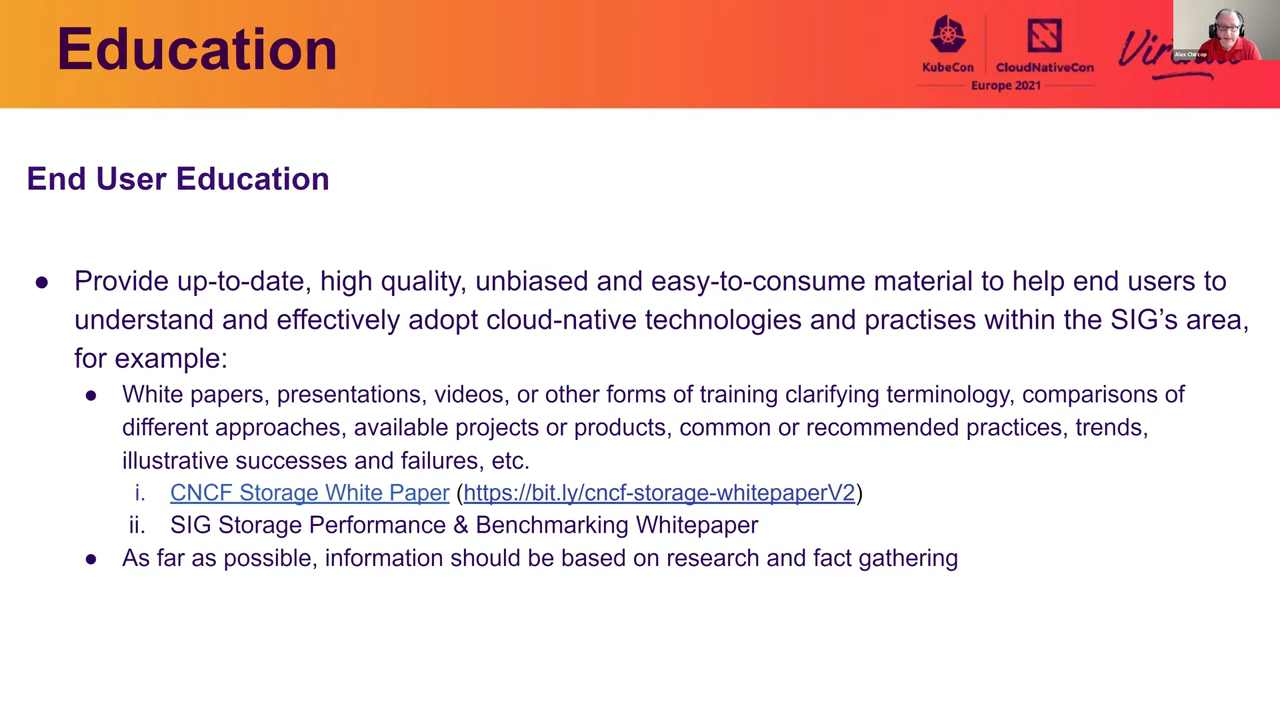 Education
KubeCon
CloudNativeCon
Europe 2021
Alex Chircop
End User Education
● Provide up-to-date, high quality, unbiased and easy-to-consume material to help end users to
understand and effectively adopt cloud-native technologies and practises within the SIG’s area,
for example:
● White papers, presentations, videos, or other forms of training clarifying terminology, comparisons of
different approaches, available projects or products, common or recommended practices, trends,
illustrative successes and failures, etc.
i. CNCF Storage White Paper (https://bit.ly/cncf-storage-whitepaperV2)
ii. SIG Storage Performance & Benchmarking Whitepaper
● As far as possible, information should be based on research and fact gathering